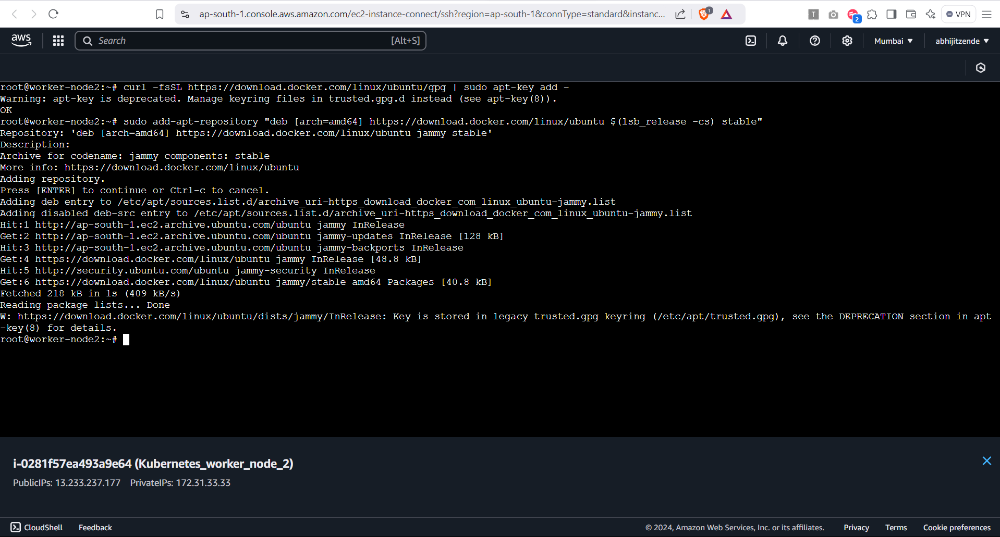 ap-south-1.console.aws.amazon.com/ec2-instance-connect/ssh?region=ap-south-1&connType=standard&instanc...
1
T
2
VPN
aws
Search
[Alt+S]
Mumbai
abhijitzende
root@worker-node2:~# curl -fsSL https://download.docker.com/linux/ubuntu/gpg | sudo apt-key add -
Warning: apt-key is deprecated. Manage keyring files in trusted.gpg.d instead (see apt-key(8)).
OK
root@worker-node2:~# sudo add-apt-repository "deb [arch=amd64] https://download.docker.com/linux/ubuntu $(lsb_release -cs) stable"
Repository: 'deb [arch=amd64] https://download.docker.com/linux/ubuntu jammy stable'
Description:
Archive for codename: jammy components: stable
More info: https://download.docker.com/linux/ubuntu
Adding repository.
Press [ENTER] to continue or Ctrl-c to cancel.
Adding deb entry to /etc/apt/sources.list.d/archive_uri-https_download_docker_com_linux_ubuntu-jammy.list
Adding disabled deb-src entry to /etc/apt/sources.list.d/archive_uri-https_download_docker_com_linux_ubuntu-jammy.list
Hit:1 http://ap-south-1.ec2.archive.ubuntu.com/ubuntu jammy InRelease
Get:2 http://ap-south-1.ec2.archive.ubuntu.com/ubuntu jammy-updates InRelease [128 kB]
Hit:3 http://ap-south-1.ec2.archive.ubuntu.com/ubuntu jammy-backports InRelease
Get:4 https://download.docker.com/linux/ubuntu jammy InRelease [48.8 kB]
Hit:5 http://security.ubuntu.com/ubuntu jammy-security InRelease
Get:6 https://download.docker.com/linux/ubuntu jammy/stable amd64 Packages [40.8 kB]
Fetched 218 kB in 1s (409 kB/s)
Reading package lists... Done
W: https://download.docker.com/linux/ubuntu/dists/jammy/InRelease: Key is stored in legacy trusted.gpg keyring (/etc/apt/trusted.gpg), see the DEPRECATION section in apt
-key(8) for details.
root@worker-node2:~#
i-0281f57ea493a9e64 (Kubernetes_worker_node_2)
PublicIPs: 13.233.237.177 PrivateIPs: 172.31.33.33
CloudShell Feedback © 2024, Amazon Web Services, Inc. or its affiliates. Privacy Terms Cookie preferences